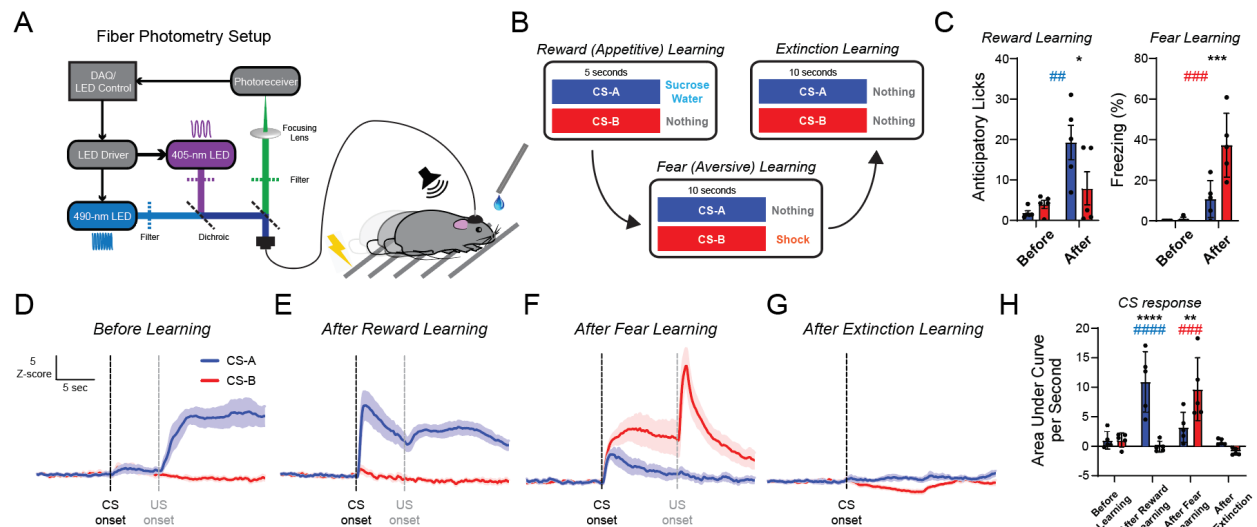 A
Fiber Photometry Setup
DAQ/
LED Control
Photoreceiver
Focusing
Lens
LED Driver
405-nm LED
Filter
490-nm LED
Filter
Dichroic
B
Reward (Appetitive) Learning
5 seconds
CS-A
Sucrose
Water
CS-B
Nothing
Extinction Learning
10 seconds
CS-A
Nothing
CS-B
Nothing
Fear (Aversive) Learning
10 seconds
CS-A
Nothing
CS-B
Shock
C
Reward Learning
Anticipatory Licks
40
30
20
10
0
##
*
Before
After
Fear Learning
Freezing (%)
80
60
40
20
0
###
***
Before
After
D
Before Learning
5
Z-score
5 sec
CS-A
CS-B
CS
onset
US
onset
E
After Reward Learning
CS
onset
US
onset
F
After Fear Learning
CS
onset
US
onset
G
After Extinction Learning
CS
onset
H
CS response
Area Under Curve
per Second
20
15
10
5
0
-5
****
####
**
###
Before
Learning
After Reward
Learning
After Fear
Learning
After
Extinction